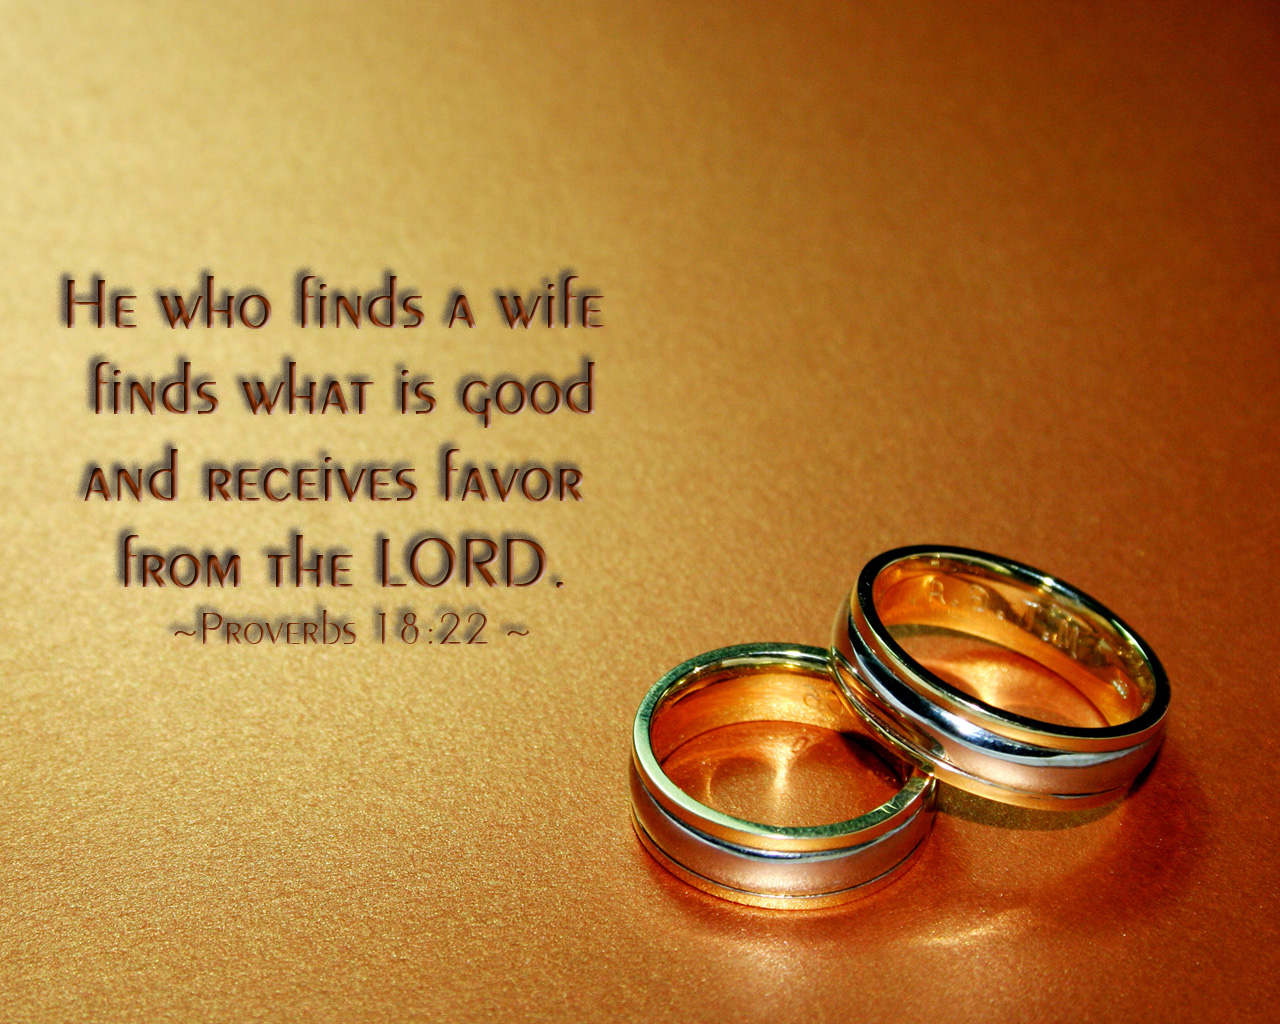 He who finds a wife
finds what is good
and receives favor
from the LORD.
~Proverbs 18:22 ~